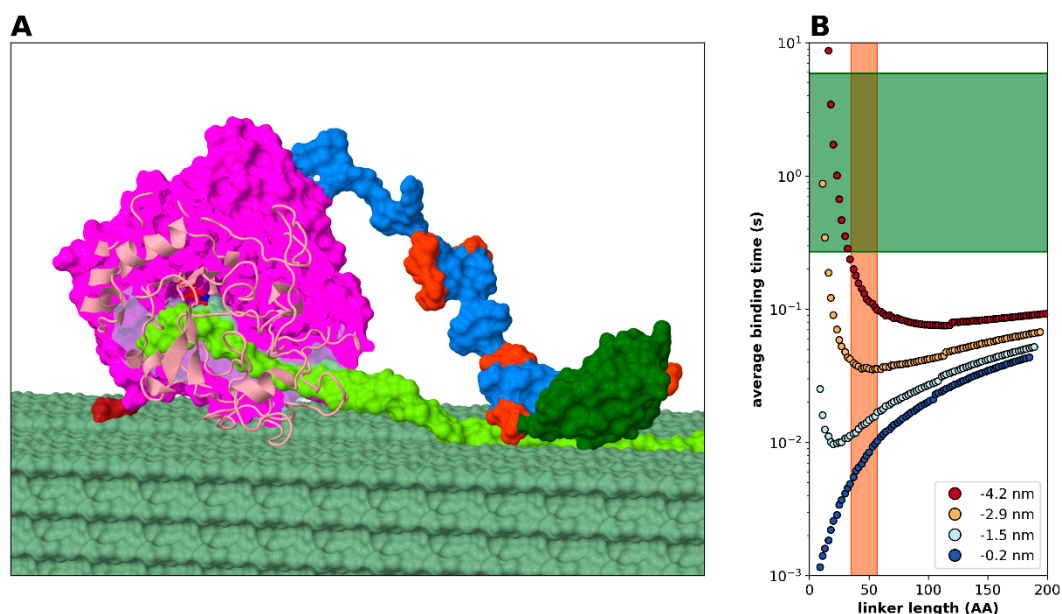 A
B
average binding time (s)
10¹
10⁰
10⁻¹
10⁻²
10⁻³
-4.2 nm
-2.9 nm
-1.5 nm
-0.2 nm
0 50 100 150 200
linker length (AA)